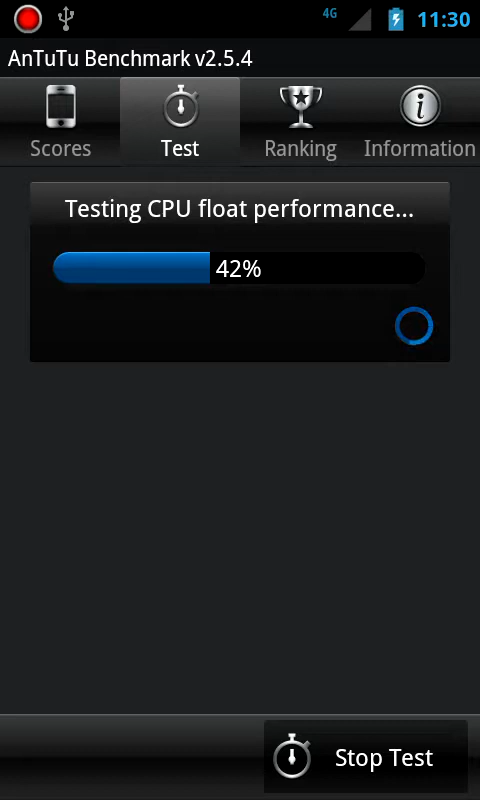 4G 11:30
AnTuTu Benchmark v2.5.4
Scores Test Ranking Information
Testing CPU float performance...
42%
Stop Test